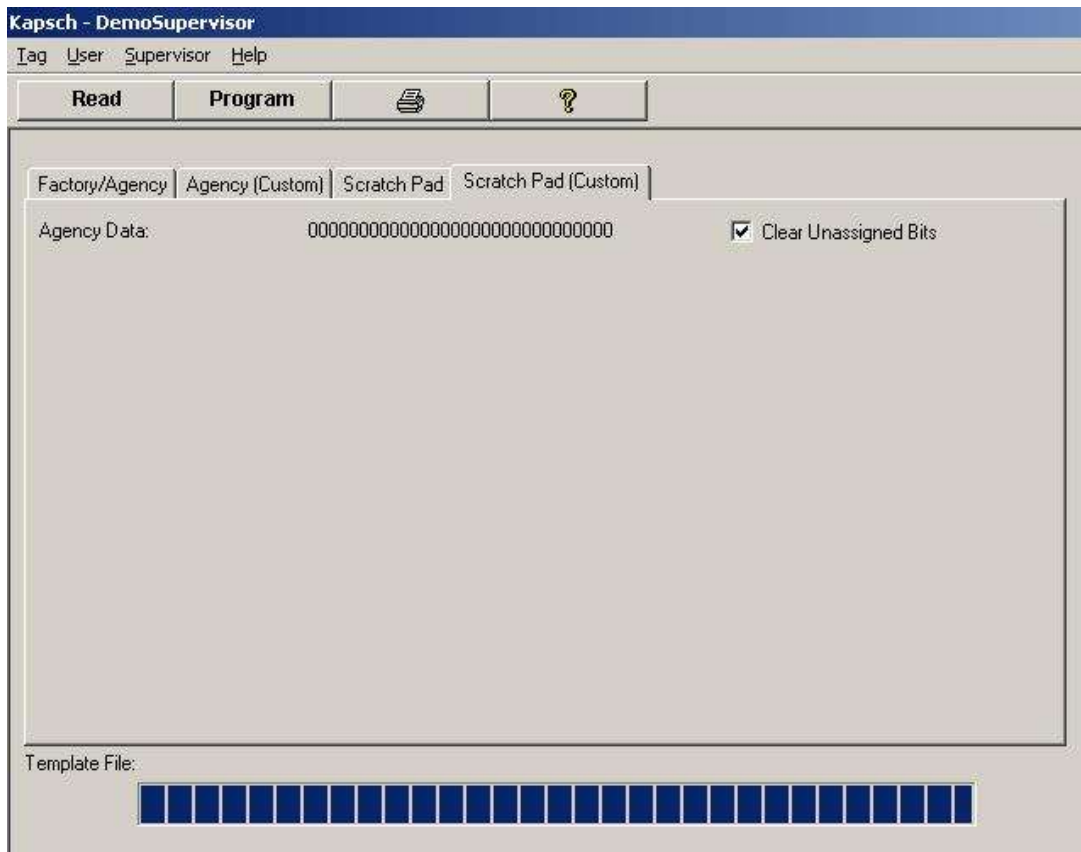 Kapsch - DemoSupervisor
Tag User Supervisor Help
Read Program
Factory/Agency Agency (Custom) Scratch Pad Scratch Pad (Custom)
Agency Data: 0000000000000000000000000000000000 Clear Unassigned Bits
Template File: